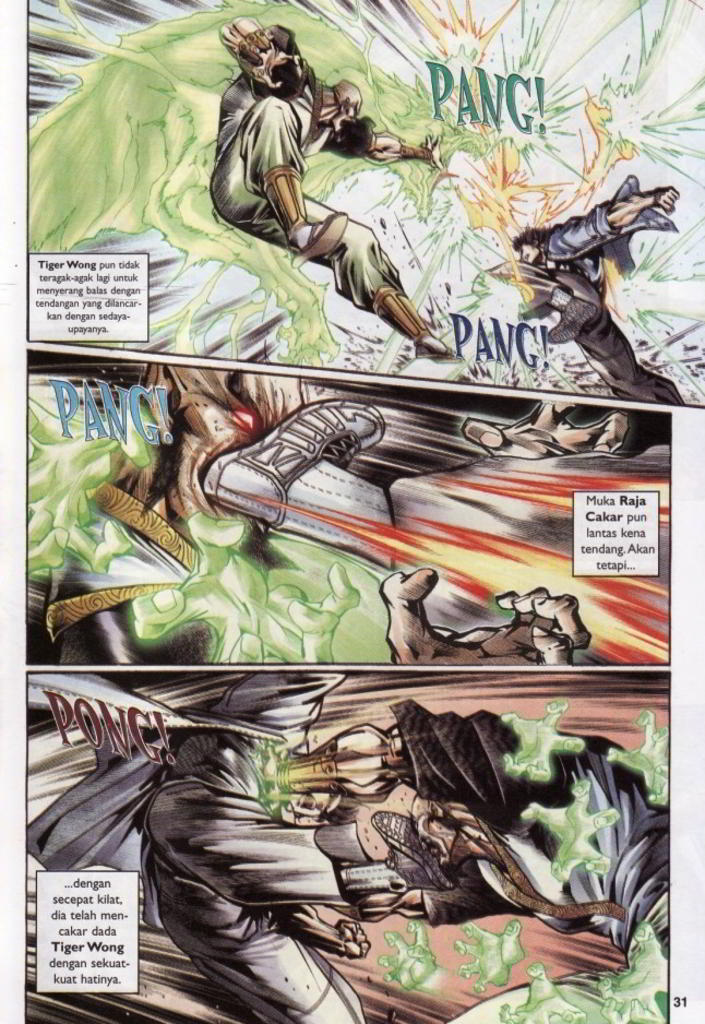 PANG!
Tiger Wong pun tidak
teragak-agak lagi untuk
menyerang balas dengan
tendangan yang dilancar-
kan dengan sedaya-
upayanya.
PANG!
PANG!
Muka Raja
Cakar pun
lantas kena
tendang. Akan
tetapi...
PONG!
...dengan
secepat kilat,
dia telah men-
cakar dada
Tiger Wong
dengan sekuat-
kuat hatinya.
31